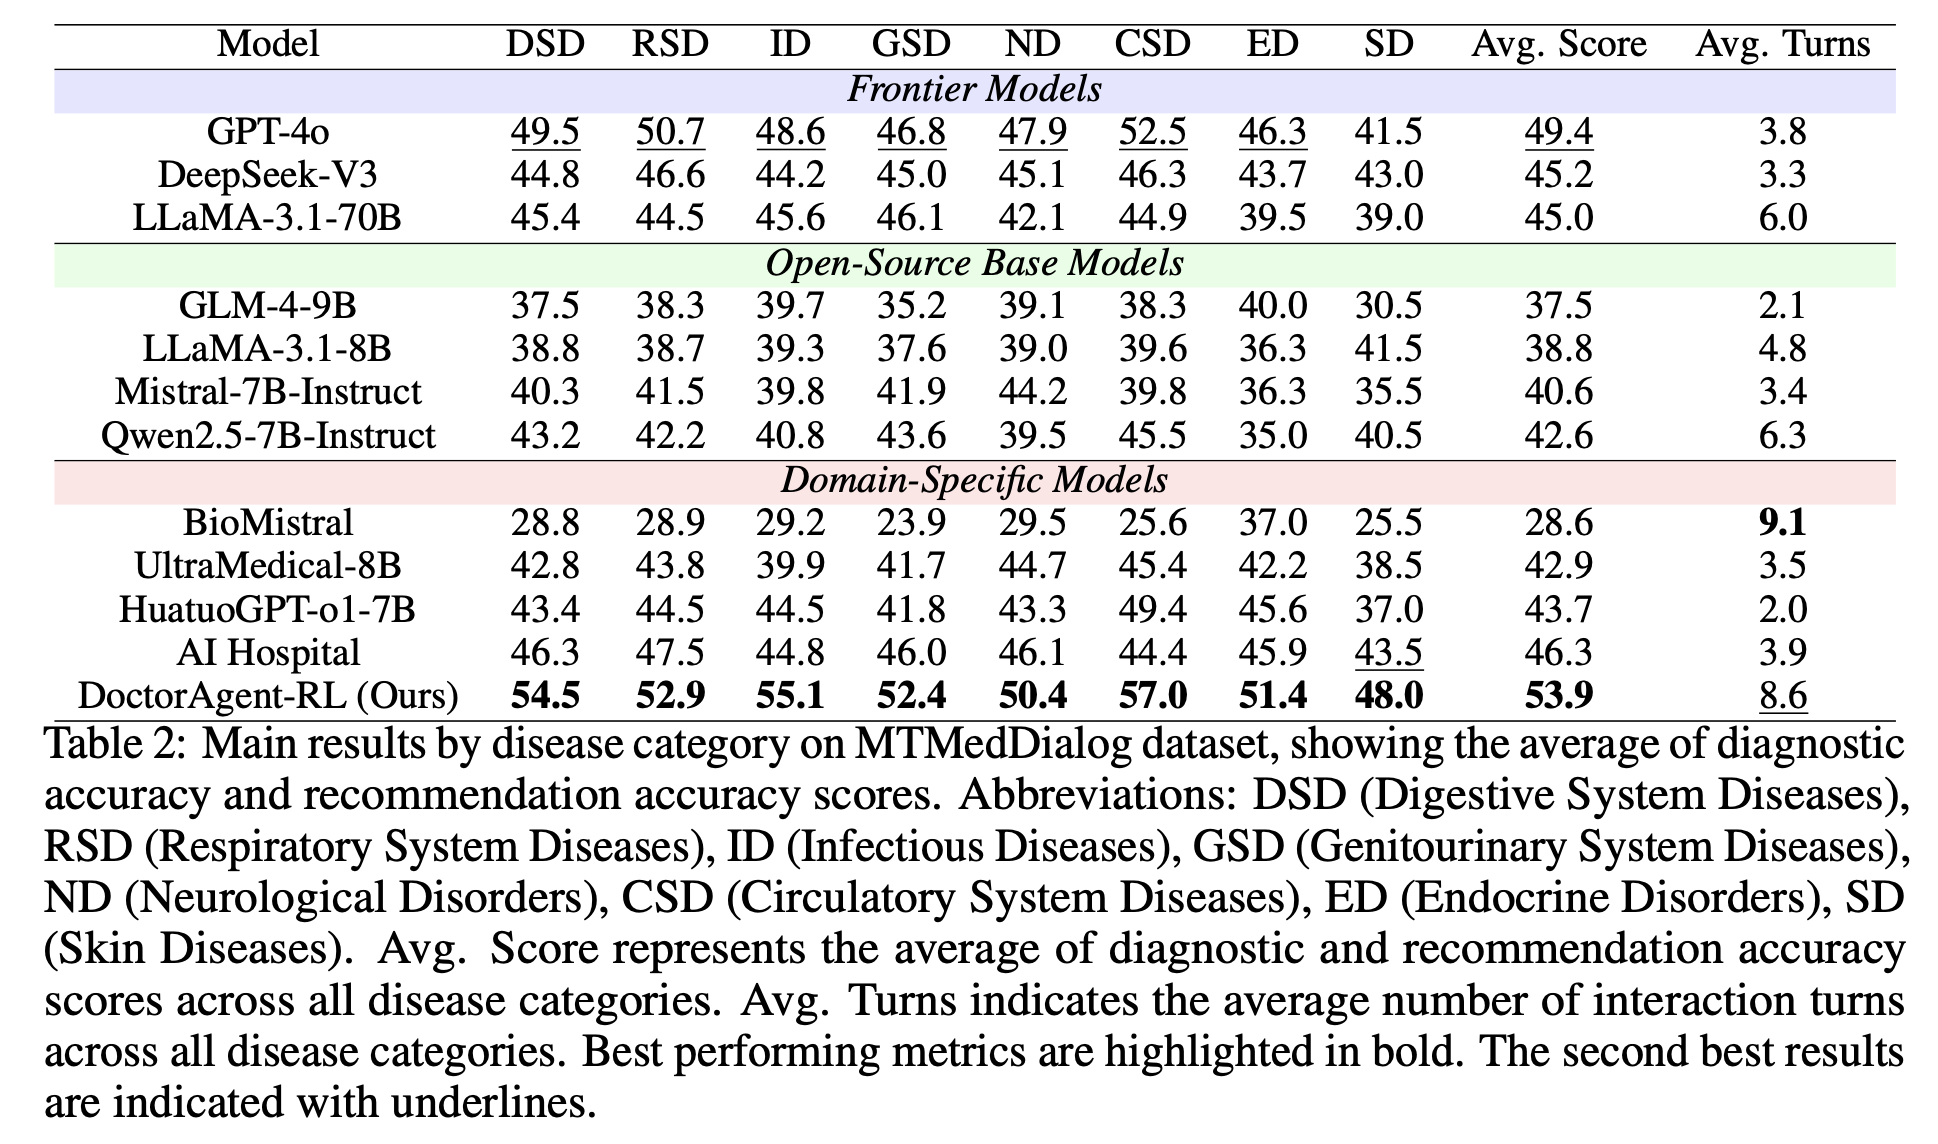 Model DSD RSD ID GSD ND CSD ED SD Avg. Score Avg. Turns
Frontier Models
GPT-4o 49.5 50.7 48.6 46.8 47.9 52.5 46.3 41.5 49.4 3.8
DeepSeek-V3 44.8 46.6 44.2 45.0 45.1 46.3 43.7 43.0 45.2 3.3
LLaMA-3.1-70B 45.4 44.5 45.6 46.1 42.1 44.9 39.5 39.0 45.0 6.0
Open-Source Base Models
GLM-4-9B 37.5 38.3 39.7 35.2 39.1 38.3 40.0 30.5 37.5 2.1
LLaMA-3.1-8B 38.8 38.7 39.3 37.6 39.0 39.6 36.3 41.5 38.8 4.8
Mistral-7B-Instruct 40.3 41.5 39.8 41.9 44.2 39.8 36.3 35.5 40.6 3.4
Qwen2.5-7B-Instruct 43.2 42.2 40.8 43.6 39.5 45.5 35.0 40.5 42.6 6.3
Domain-Specific Models
BioMistral 28.8 28.9 29.2 23.9 29.5 25.6 37.0 25.5 28.6 9.1
UltraMedical-8B 42.8 43.8 39.9 41.7 44.7 45.4 42.2 38.5 42.9 3.5
HuatuoGPT-o1-7B 43.4 44.5 44.5 41.8 43.3 49.4 45.6 37.0 43.7 2.0
AI Hospital 46.3 47.5 44.8 46.0 46.1 44.4 45.9 43.5 46.3 3.9
DoctorAgent-RL (Ours) 54.5 52.9 55.1 52.4 50.4 57.0 51.4 48.0 53.9 8.6
Table 2: Main results by disease category on MTMedDialog dataset, showing the average of diagnostic
accuracy and recommendation accuracy scores. Abbreviations: DSD (Digestive System Diseases),
RSD (Respiratory System Diseases), ID (Infectious Diseases), GSD (Genitourinary System Diseases),
ND (Neurological Disorders), CSD (Circulatory System Diseases), ED (Endocrine Disorders), SD
(Skin Diseases). Avg. Score represents the average of diagnostic and recommendation accuracy
scores across all disease categories. Avg. Turns indicates the average number of interaction turns
across all disease categories. Best performing metrics are highlighted in bold. The second best results
are indicated with underlines.